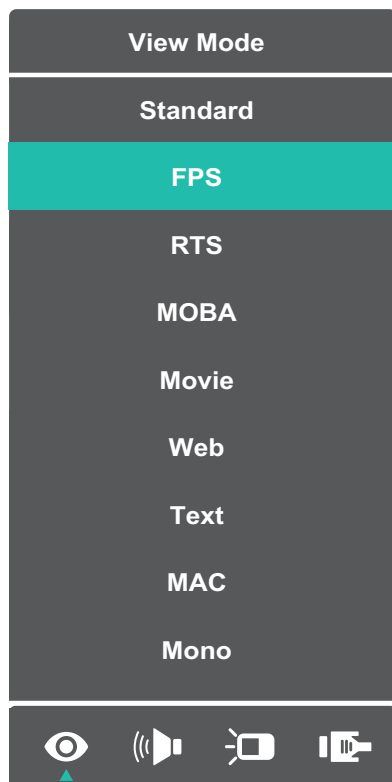 View Mode
Standard
FPS
RTS
MOBA
Movie
Web
Text
MAC
Mono